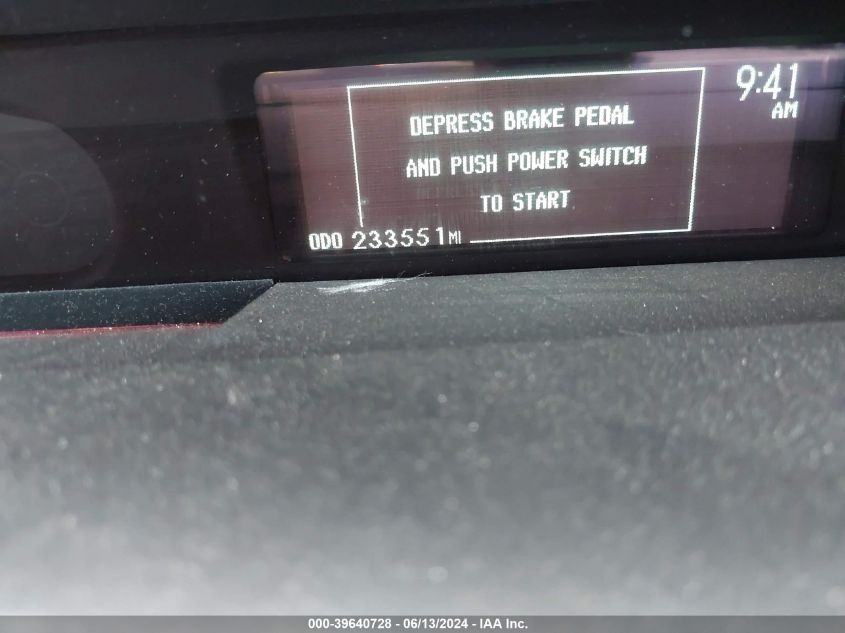 9:41
AM
DEPRESS BRAKE PEDAL
AND PUSH POWER SWITCH
TO START
ODO 233551 MI
000-39640728 - 06/13/2024 - IAA Inc.